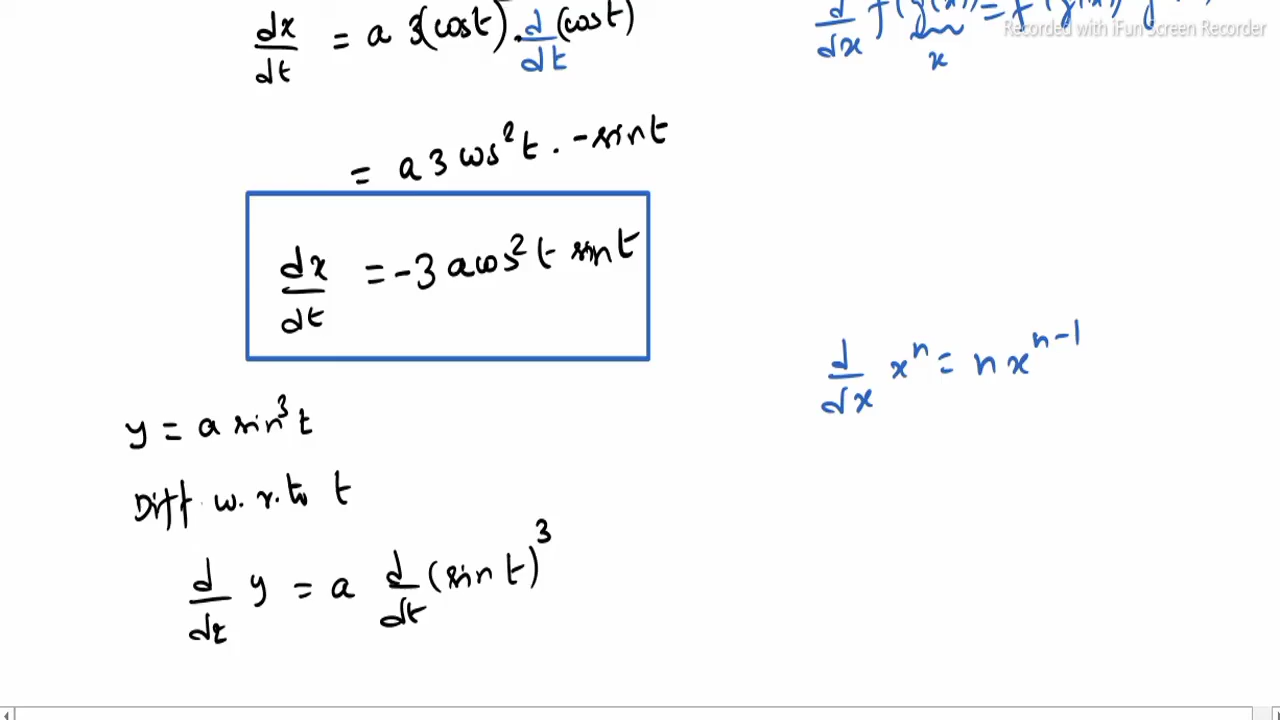 dx/dt = a 3(cost) . d/dt (cost)
d/dx f(g(x)) =
x
Recorded with iFun Screen Recorder
= a 3 cos²t . -sint
dx/dt = -3 a cos²t sint
d/dx xⁿ = n xⁿ⁻¹
y = a sin³t
Diff w.r.to t
d/dt y = a d/dt (sin t)³